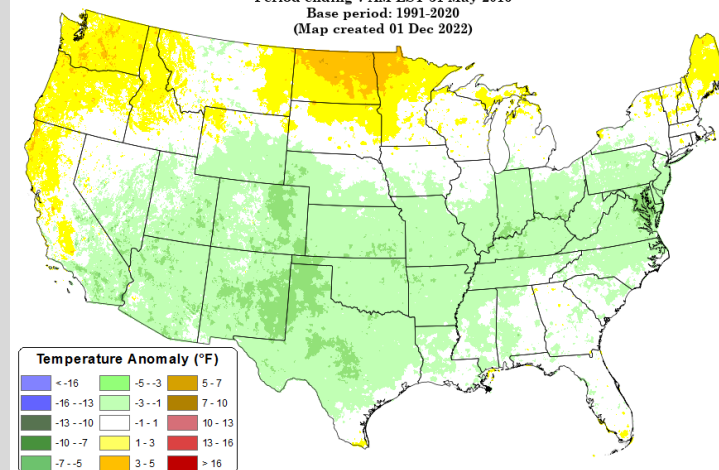 Base period: 1991-2020
(Map created 01 Dec 2022)
Temperature Anomaly (°F)
< -16
-5 - -3
5 - 7
-16 - -13
-3 - -1
7 - 10
-13 - -10
-1 - 1
10 - 13
-10 - -7
1 - 3
13 - 16
-7 - -5
3 - 5
> 16